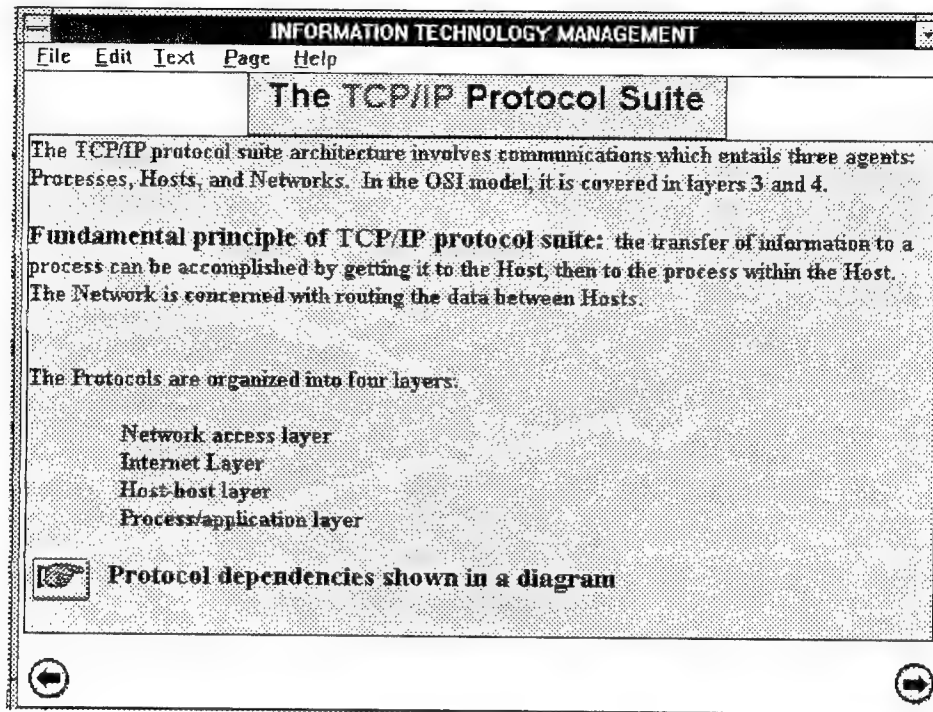 INFORMATION TECHNOLOGY MANAGEMENT
File Edit Text Page Help
The TCP/IP Protocol Suite
The TCP/IP protocol suite architecture involves communications which entails three agents:
Processes, Hosts, and Networks. In the OSI model, it is covered in layers 3 and 4.
Fundamental principle of TCP/IP protocol suite: the transfer of information to a
process can be accomplished by getting it to the Host, then to the process within the Host.
The Network is concerned with routing the data between Hosts.
The Protocols are organized into four layers:
Network access layer
Internet Layer
Host-host layer
Process/application layer
Protocol dependencies shown in a diagram